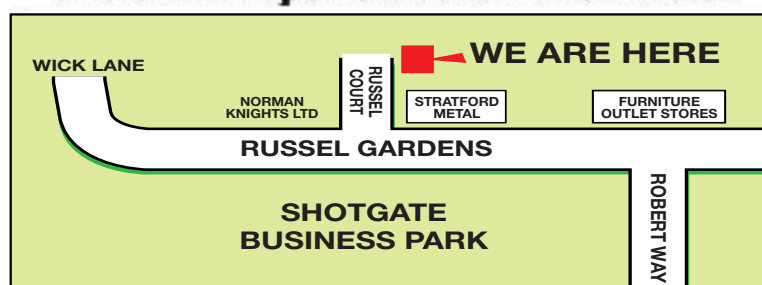 WE ARE HERE
WICK LANE
RUSSEL
COURT
NORMAN
KNIGHTS LTD
STRATFORD
METAL
FURNITURE
OUTLET STORES
RUSSEL GARDENS
ROBERT WAY
SHOTGATE
BUSINESS PARK